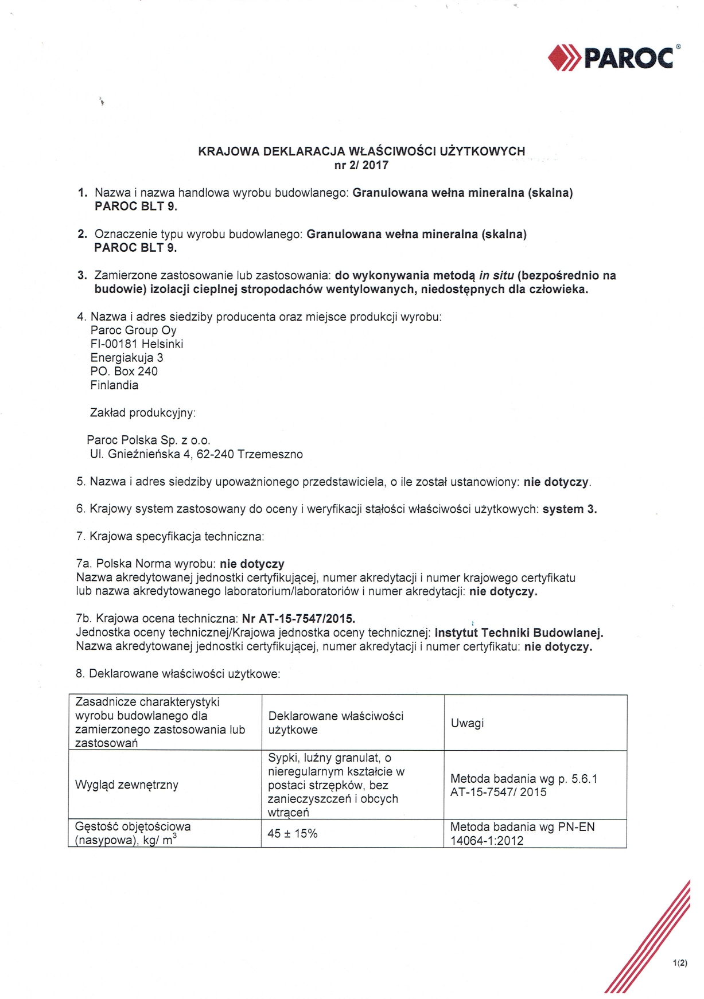 PAROC®
KRAJOWA DEKLARACJA WŁAŚCIWOŚCI UŻYTKOWYCH
nr 2/ 2017
1. Nazwa i nazwa handlowa wyrobu budowlanego: Granulowana wełna mineralna (skalna)
PAROC BLT 9.
2. Oznaczenie typu wyrobu budowlanego: Granulowana wełna mineralna (skalna)
PAROC BLT 9.
3. Zamierzone zastosowanie lub zastosowania: do wykonywania metodą in situ (bezpośrednio na
budowie) izolacji cieplnej stropodachów wentylowanych, niedostępnych dla człowieka.
4. Nazwa i adres siedziby producenta oraz miejsce produkcji wyrobu:
Paroc Group Oy
FI-00181 Helsinki
Energiakuja 3
PO. Box 240
Finlandia
Zakład produkcyjny:
Paroc Polska Sp. z o.o.
Ul. Gnieźnieńska 4, 62-240 Trzemeszno
5. Nazwa i adres siedziby upoważnionego przedstawiciela, o ile został ustanowiony: nie dotyczy.
6. Krajowy system zastosowany do oceny i weryfikacji stałości właściwości użytkowych: system 3.
7. Krajowa specyfikacja techniczna:
7a. Polska Norma wyrobu: nie dotyczy
Nazwa akredytowanej jednostki certyfikującej, numer akredytacji i numer krajowego certyfikatu
lub nazwa akredytowanego laboratorium/laboratoriów i numer akredytacji: nie dotyczy.
7b. Krajowa ocena techniczna: Nr AT-15-7547/2015.
Jednostka oceny technicznej/Krajowa jednostka oceny technicznej: Instytut Techniki Budowlanej.
Nazwa akredytowanej jednostki certyfikującej, numer akredytacji i numer certyfikatu: nie dotyczy.
8. Deklarowane właściwości użytkowe:
Zasadnicze charakterystyki
wyrobu budowlanego dla
zamierzonego zastosowania lub
zastosowań
Deklarowane właściwości
użytkowe
Uwagi
Wygląd zewnętrzny
Sypki, luźny granulat, o
nieregularnym kształcie w
postaci strzępków, bez
zanieczyszczeń i obcych
wtrąceń
Metoda badania wg p. 5.6.1
AT-15-7547/ 2015
Gęstość objętościowa
(nasypowa), kg/ m³
45 ± 15%
Metoda badania wg PN-EN
14064-1:2012
1(2)